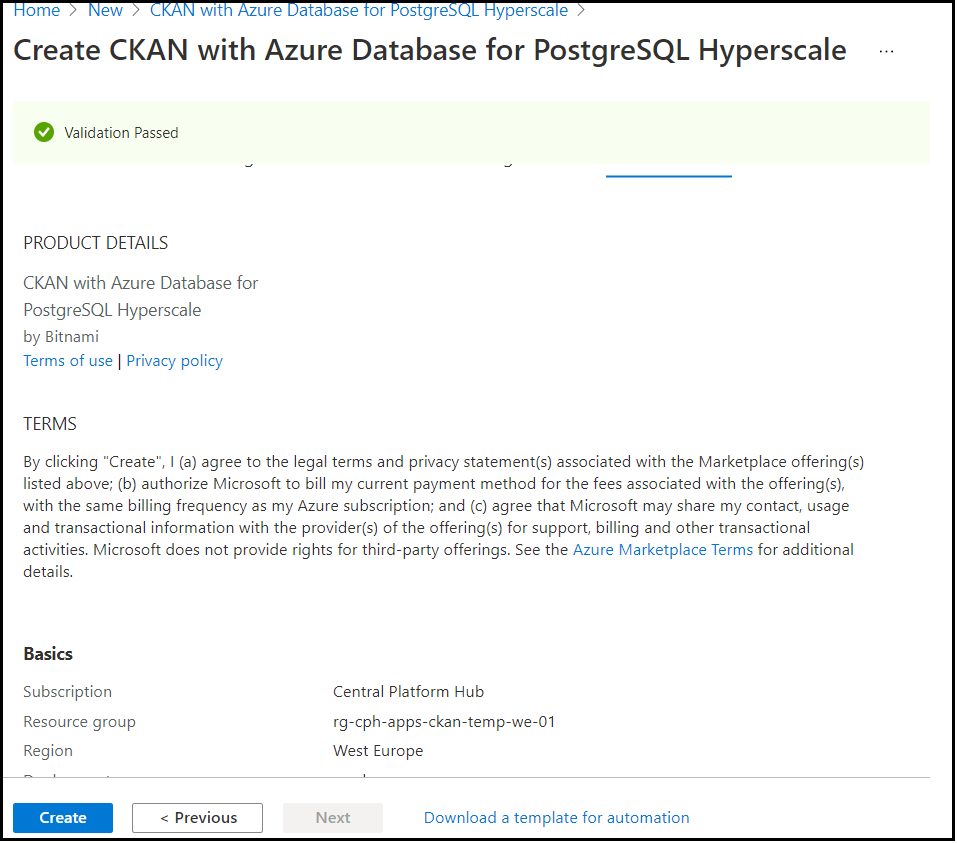 Home > New > CKAN with Azure Database for PostgreSQL Hyperscale >
Create CKAN with Azure Database for PostgreSQL Hyperscale ...
Validation Passed
PRODUCT DETAILS
CKAN with Azure Database for
PostgreSQL Hyperscale
by Bitnami
Terms of use | Privacy policy
TERMS
By clicking "Create", I (a) agree to the legal terms and privacy statement(s) associated with the Marketplace offering(s)
listed above; (b) authorize Microsoft to bill my current payment method for the fees associated with the offering(s),
with the same billing frequency as my Azure subscription; and (c) agree that Microsoft may share my contact, usage
and transactional information with the provider(s) of the offering(s) for support, billing and other transactional
activities. Microsoft does not provide rights for third-party offerings. See the Azure Marketplace Terms for additional
details.
Basics
Subscription Central Platform Hub
Resource group rg-cph-apps-ckan-temp-we-01
Region West Europe
Create < Previous Next Download a template for automation